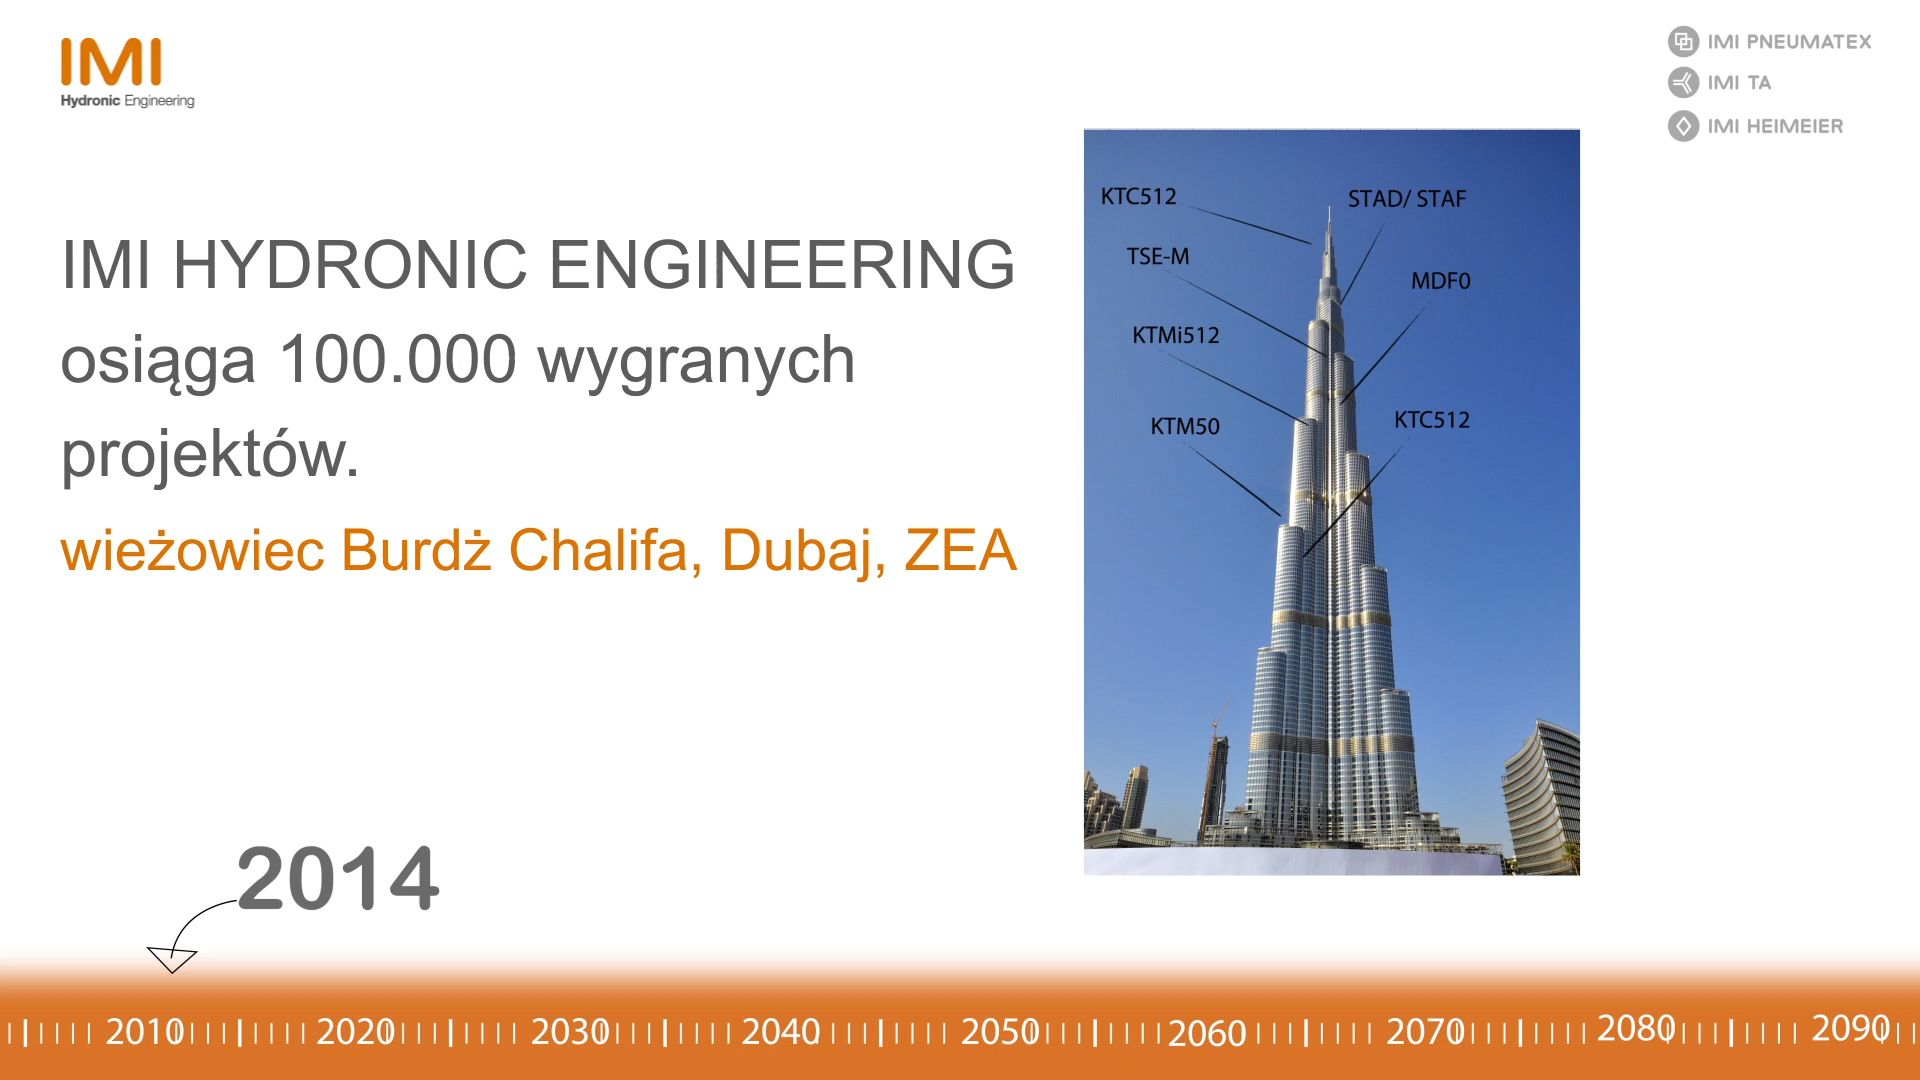 IMI
Hydronic Engineering
IMI PNEUMATEX
IMI TA
IMI HEIMEIER
IMI HYDRONIC ENGINEERING
osiąga 100.000 wygranych
projektów.
wieżowiec Burdż Chalifa, Dubaj, ZEA
KTC512
STAD/ STAF
TSE-M
MDF0
KTMi512
KTM50
KTC512
2014
2010 2020 2030 2040 2050 2060 2070 2080 2090